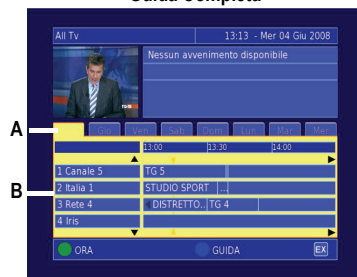 Guida Completa
All Tv 13:13 - Mer 04 Giu 2008
Nessun avvenimento disponibile
A
Gio Ven Sab Dom Lun Mar Mer
13:00 13:30 14:00
1 Canale 5 TG 5
B
2 Italia 1 STUDIO SPORT ...
3 Rete 4 DISTRETTO.. TG 4
4 Iris
ORA GUIDA EX